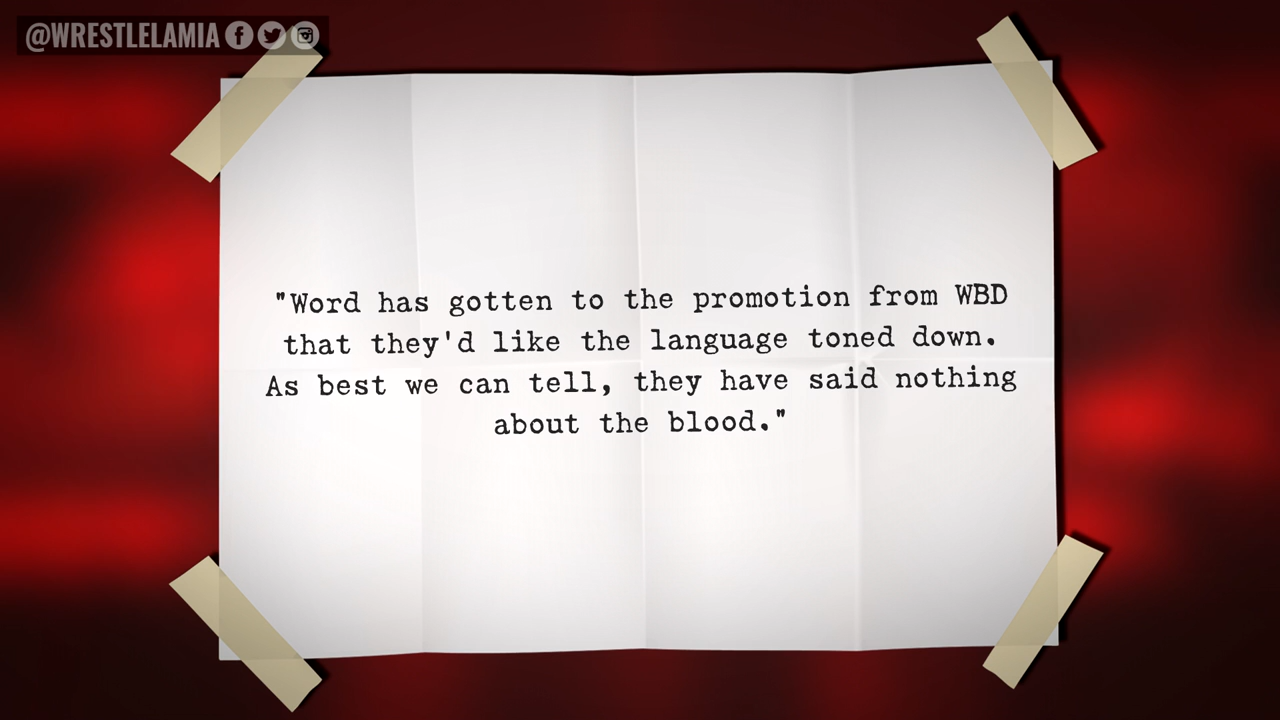 @WRESTLELAMIA
"Word has gotten to the promotion from WBD
that they'd like the language toned down.
As best we can tell, they have said nothing
about the blood."